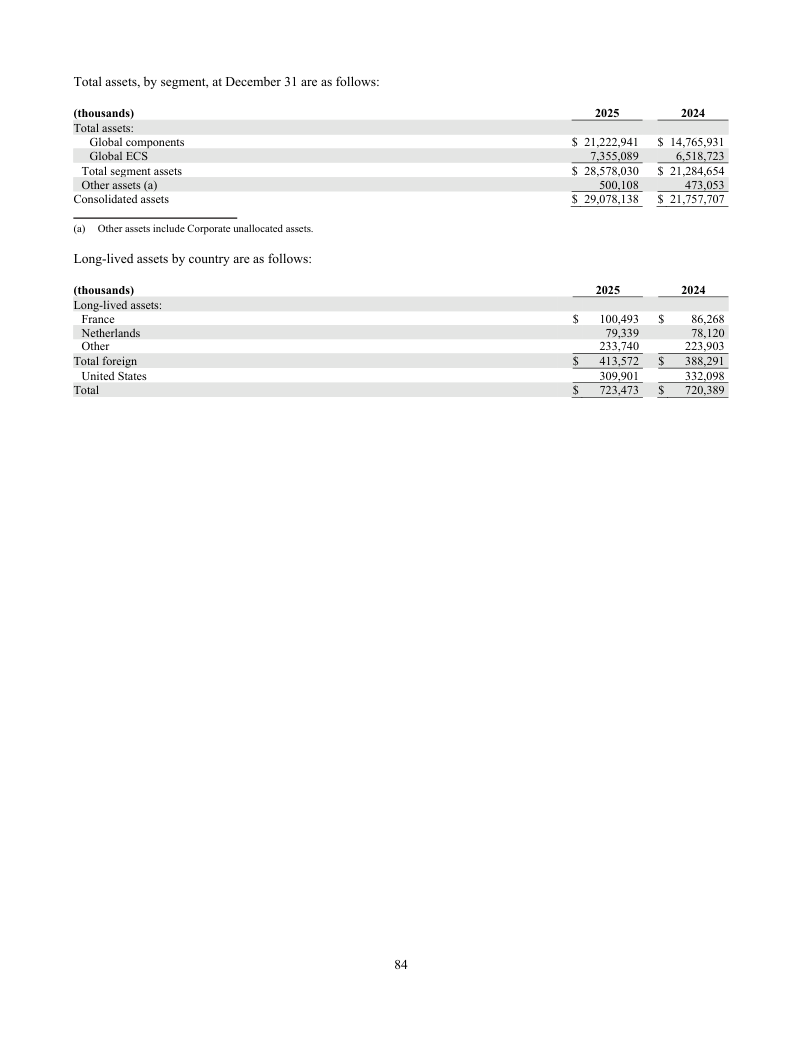 Total assets, by segment, at December 31 are as follows:
(thousands) 2025 2024
Total assets:
Global components $ 21,222,941 $ 14,765,931
Global ECS 7,355,089 6,518,723
Total segment assets $ 28,578,030 $ 21,284,654
Other assets (a) 500,108 473,053
Consolidated assets $ 29,078,138 $ 21,757,707
(a) Other assets include Corporate unallocated assets.
Long-lived assets by country are as follows:
(thousands) 2025 2024
Long-lived assets:
France $ 100,493 $ 86,268
Netherlands 79,339 78,120
Other 233,740 223,903
Total foreign $ 413,572 $ 388,291
United States 309,901 332,098
Total $ 723,473 $ 720,389
84